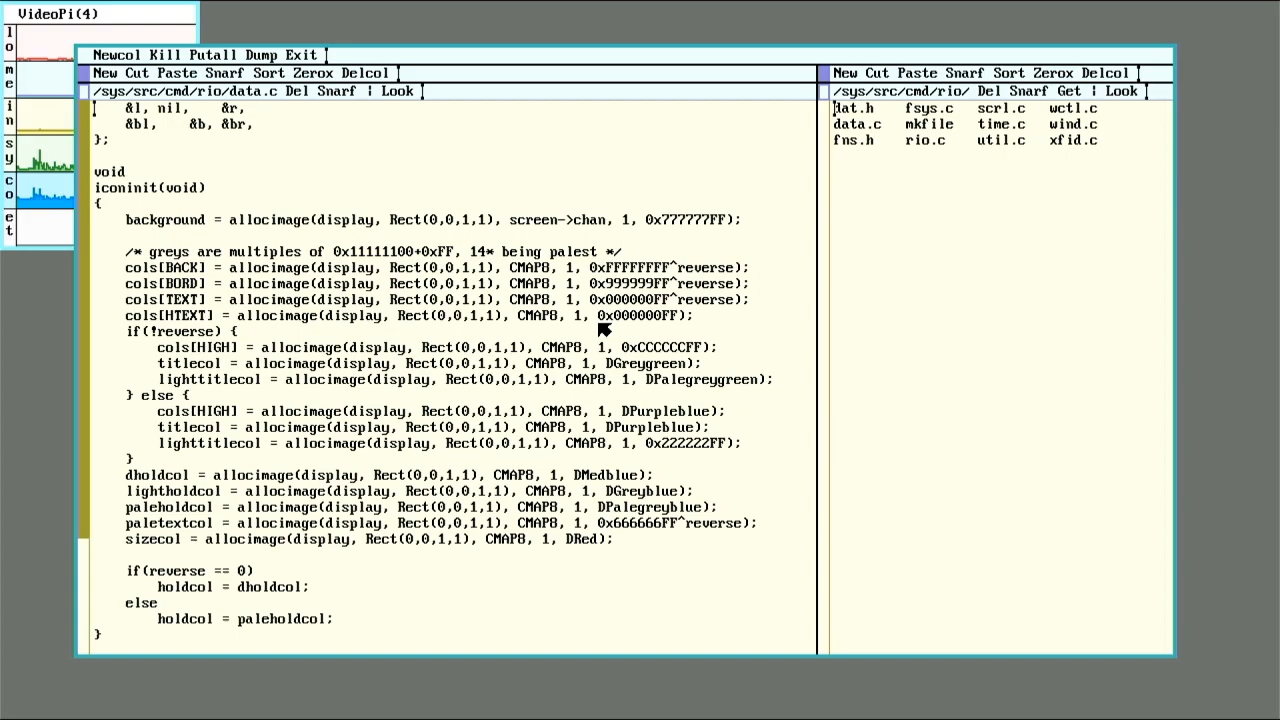 VideoPi(4)
lo
me
in
sy
co
et
Newcol Kill Putall Dump Exit
New Cut Paste Snarf Sort Zerox Delcol
/sys/src/cmd/rio/data.c Del Snarf | Look
    &l, nil,    &r,
    &bl,    &b, &br,
};
void
iconinit(void)
{
    background = allocimage(display, Rect(0,0,1,1), screen->chan, 1, 0x777777FF);
    /* greys are multiples of 0x11111100+0xFF, 14* being palest */
    cols[BACK] = allocimage(display, Rect(0,0,1,1), CMAP8, 1, 0xFFFFFFFF^reverse);
    cols[BORD] = allocimage(display, Rect(0,0,1,1), CMAP8, 1, 0x999999FF^reverse);
    cols[TEXT] = allocimage(display, Rect(0,0,1,1), CMAP8, 1, 0x000000FF^reverse);
    cols[HTEXT] = allocimage(display, Rect(0,0,1,1), CMAP8, 1, 0x000000FF);
    if(!reverse) {
        cols[HIGH] = allocimage(display, Rect(0,0,1,1), CMAP8, 1, 0xCCCCCCFF);
        titlecol = allocimage(display, Rect(0,0,1,1), CMAP8, 1, DGreygreen);
        lighttitlecol = allocimage(display, Rect(0,0,1,1), CMAP8, 1, DPalegreygreen);
    } else {
        cols[HIGH] = allocimage(display, Rect(0,0,1,1), CMAP8, 1, DPurpleblue);
        titlecol = allocimage(display, Rect(0,0,1,1), CMAP8, 1, DPurpleblue);
        lighttitlecol = allocimage(display, Rect(0,0,1,1), CMAP8, 1, 0x222222FF);
    }
    dholdcol = allocimage(display, Rect(0,0,1,1), CMAP8, 1, DMedblue);
    lightholdcol = allocimage(display, Rect(0,0,1,1), CMAP8, 1, DGreyblue);
    paleholdcol = allocimage(display, Rect(0,0,1,1), CMAP8, 1, DPalegreyblue);
    paletextcol = allocimage(display, Rect(0,0,1,1), CMAP8, 1, 0x666666FF^reverse);
    sizecol = allocimage(display, Rect(0,0,1,1), CMAP8, 1, DRed);
    if(reverse == 0)
        holdcol = dholdcol;
    else
        holdcol = paleholdcol;
}
New Cut Paste Snarf Sort Zerox Delcol
/sys/src/cmd/rio/ Del Snarf Get | Look
dat.h    fsys.c   scrl.c   wctl.c
data.c   mkfile   time.c   wind.c
fns.h    rio.c    util.c   xfid.c